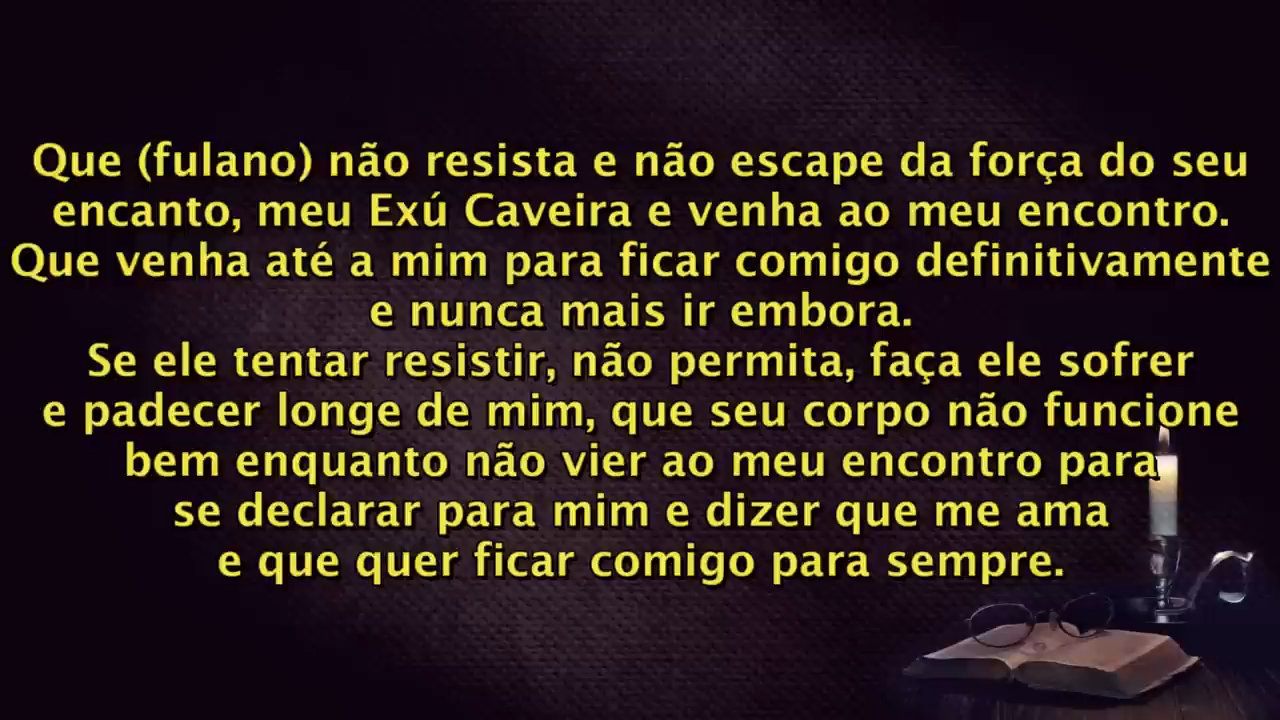 Que (fulano) não resista e não escape da força do seu
encanto, meu Exú Caveira e venha ao meu encontro.
Que venha até a mim para ficar comigo definitivamente
e nunca mais ir embora.
Se ele tentar resistir, não permita, faça ele sofrer
e padecer longe de mim, que seu corpo não funcione
bem enquanto não vier ao meu encontro para
se declarar para mim e dizer que me ama
e que quer ficar comigo para sempre.